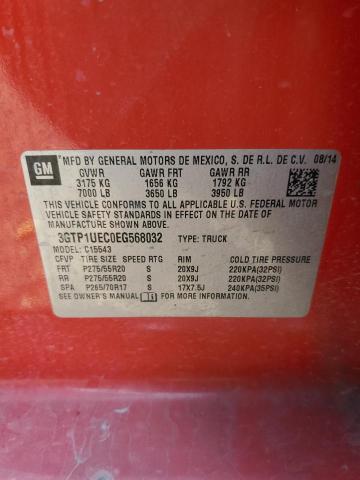 GM
*MFD BY GENERAL MOTORS DE MEXICO, S. DE R.L. DE C.V. 08/14
GVWR GAWR FRT GAWR RR
3175 KG 1656 KG 1792 KG
7000 LB 3650 LB 3950 LB
THIS VEHICLE CONFORMS TO ALL APPLICABLE U.S. FEDERAL MOTOR
VEHICLE SAFETY AND THEFT PREVENTION STANDARDS IN EFFECT ON
THE DATE OF MANUFACTURE SHOWN ABOVE.
3GTP1UEC0EG568032 TYPE: TRUCK
MODEL: C15543
CFVP TIRE SIZE SPEED RTG RIM COLD TIRE PRESSURE
FRT P275/55R20 S 20X9J 220KPA(32PSI)
RR P275/55R20 S 20X9J 220KPA(32PSI)
SPA P265/70R17 S 17X7.5J 240KPA(35PSI)
SEE OWNER MANUAL FOR MORE INFORMATION.